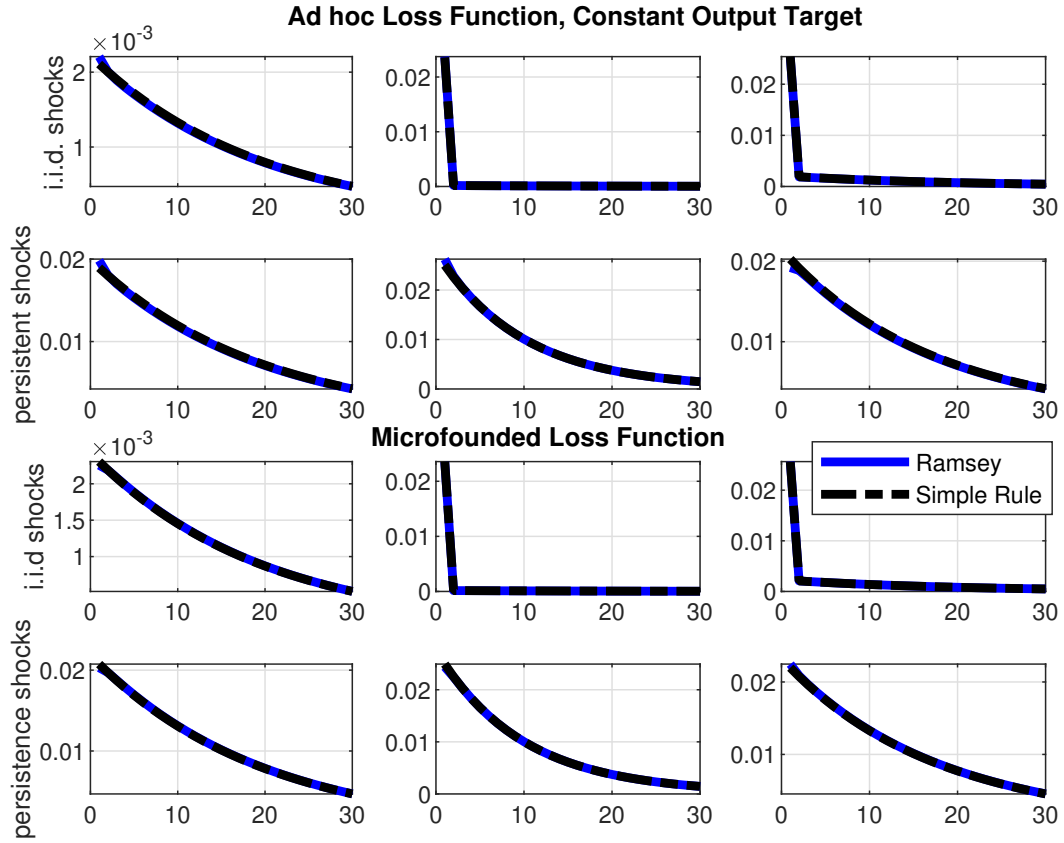 Ad hoc Loss Function, Constant Output Target
×10⁻³
i.i.d. shocks
2
1
0 10 20 30
0.02
0.01
0
0 10 20 30
0.02
0.01
0
0 10 20 30
persistent shocks
0.02
0.01
0 10 20 30
0.02
0.01
0
0 10 20 30
0.02
0.01
0 10 20 30
Microfounded Loss Function
×10⁻³
i.i.d shocks
2
1.5
1
0 10 20 30
0.02
0.01
0
0 10 20 30
0.02
0.01
0
0 10 20 30
Ramsey
Simple Rule
persistence shocks
0.02
0.01
0 10 20 30
0.02
0.01
0
0 10 20 30
0.02
0.01
0 10 20 30